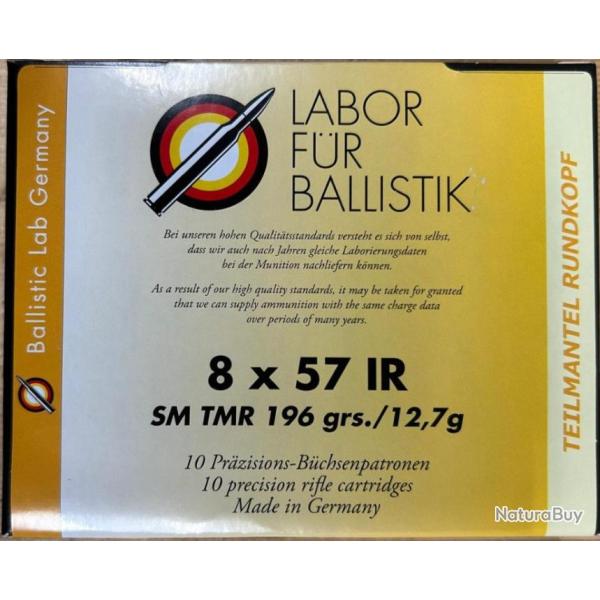 Ballistic Lab Germany
LABOR
FÜR
BALLISTIK
Bei unseren hohen Qualitätsstandards versteht es sich von selbst,
dass wir auch nach Jahren gleiche Laborierungsdaten
bei der Munition nachliefern können.
As a result of our high quality standards, it may be taken for granted
that we can supply ammunition with the same charge data
over periods of many years.
8 x 57 IR
SM TMR 196 grs./12,7g
10 Präzisions-Büchsenpatronen
10 precision rifle cartridges
Made in Germany
TEILMANTEL RUNDKOPF
NaturaBuy